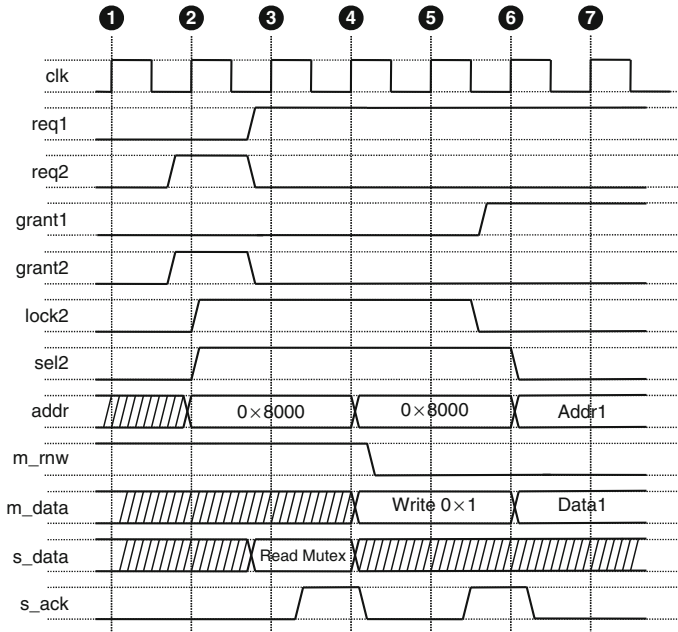 1 2 3 4 5 6 7
clk
req1
req2
grant1
grant2
lock2
sel2
addr 0×8000 0×8000 Addr1
m_rnw
m_data Write 0×1 Data1
s_data Read Mutex
s_ack